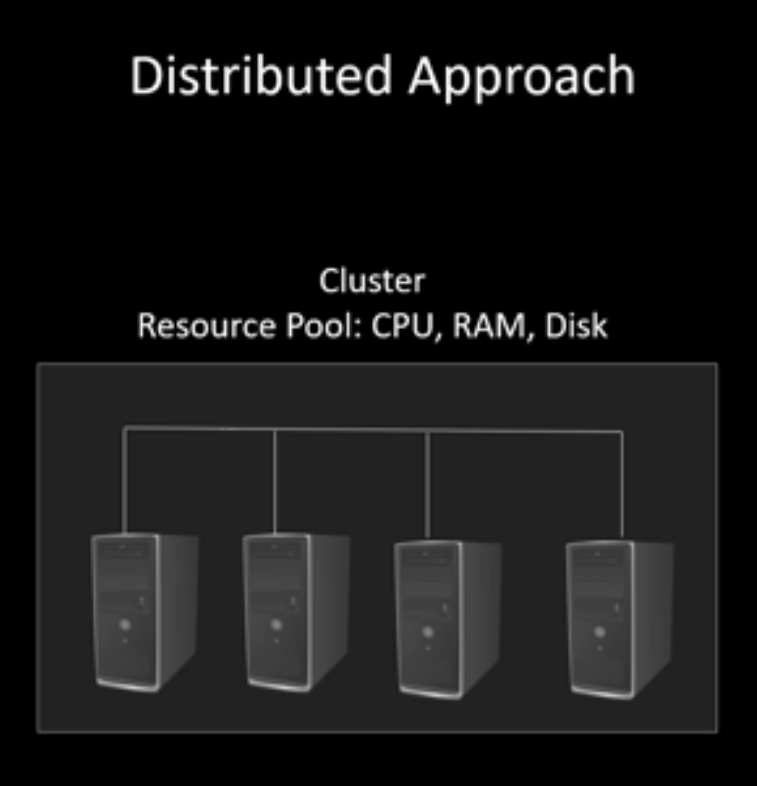 Distributed Approach
Cluster
Resource Pool: CPU, RAM, Disk